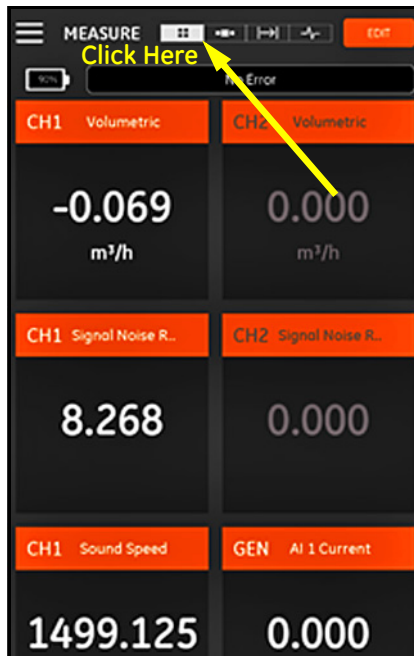 MEASURE EDIT
Click Here
90% No Error
CH1 Volumetric CH2 Volumetric
-0.069 0.000
m³/h m³/h
CH1 Signal Noise R.. CH2 Signal Noise R..
8.268 0.000
CH1 Sound Speed GEN AI 1 Current
1499.125 0.000